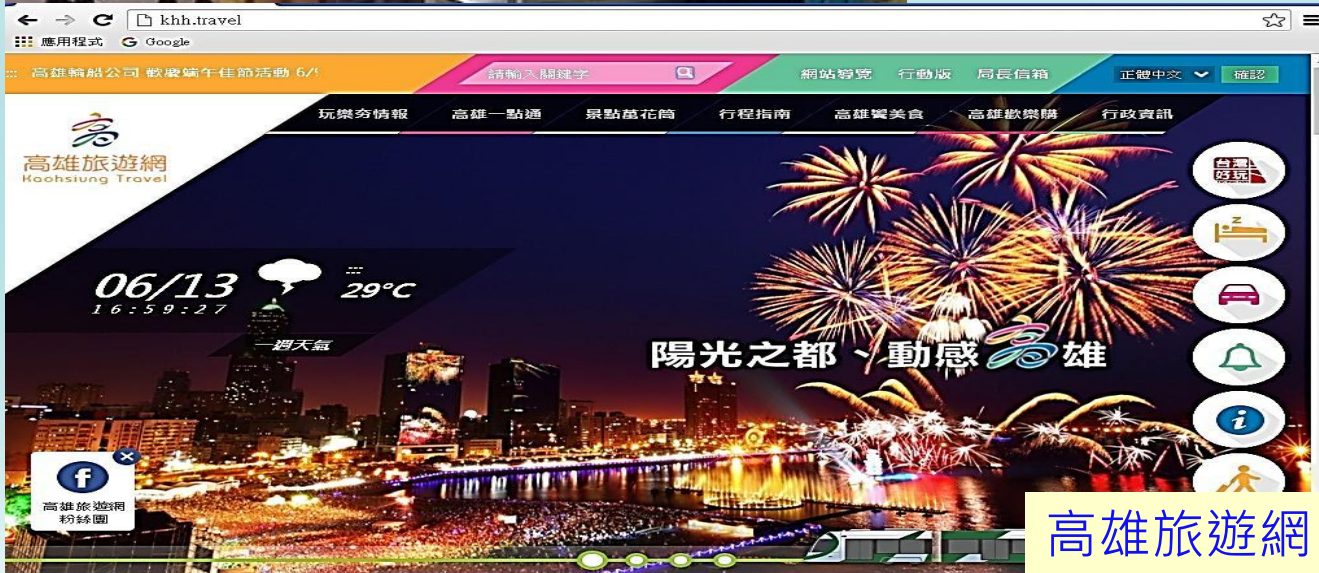 khh.travel
應用程式 Google
高雄輪船公司 歡慶端午佳節活動 6/
請輸入關鍵字
網站導覽 行動版 局長信箱
正體中文 確認
玩樂夯情報 高雄一點通 景點萬花筒 行程指南 高雄饗美食 高雄歡樂購 行政資訊
高雄旅遊網
Kaohsiung Travel
台灣
好玩
z
06/13 29°C
16:59:27
一週天氣
陽光之都、動感高雄
i
f
高雄旅遊網
粉絲團
高雄旅遊網